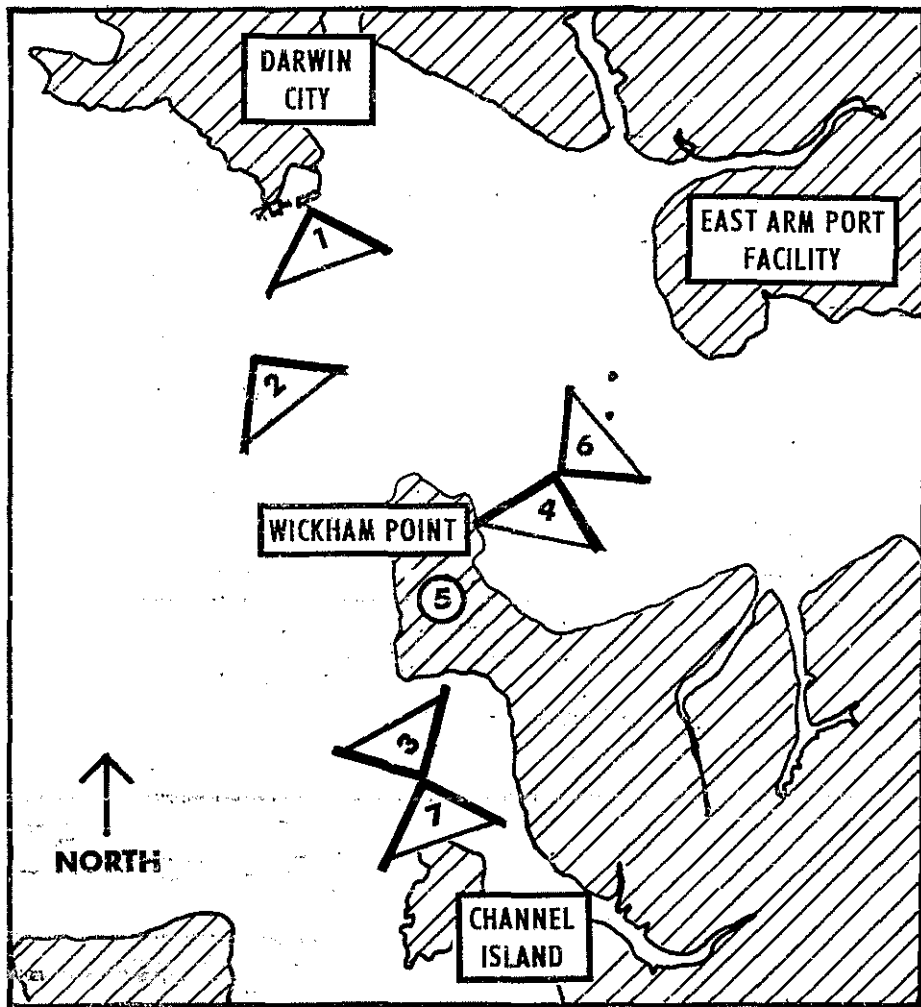 DARWIN
CITY
EAST ARM PORT
FACILITY
1
2
6
4
WICKHAM POINT
5
3
7
NORTH
CHANNEL
ISLAND